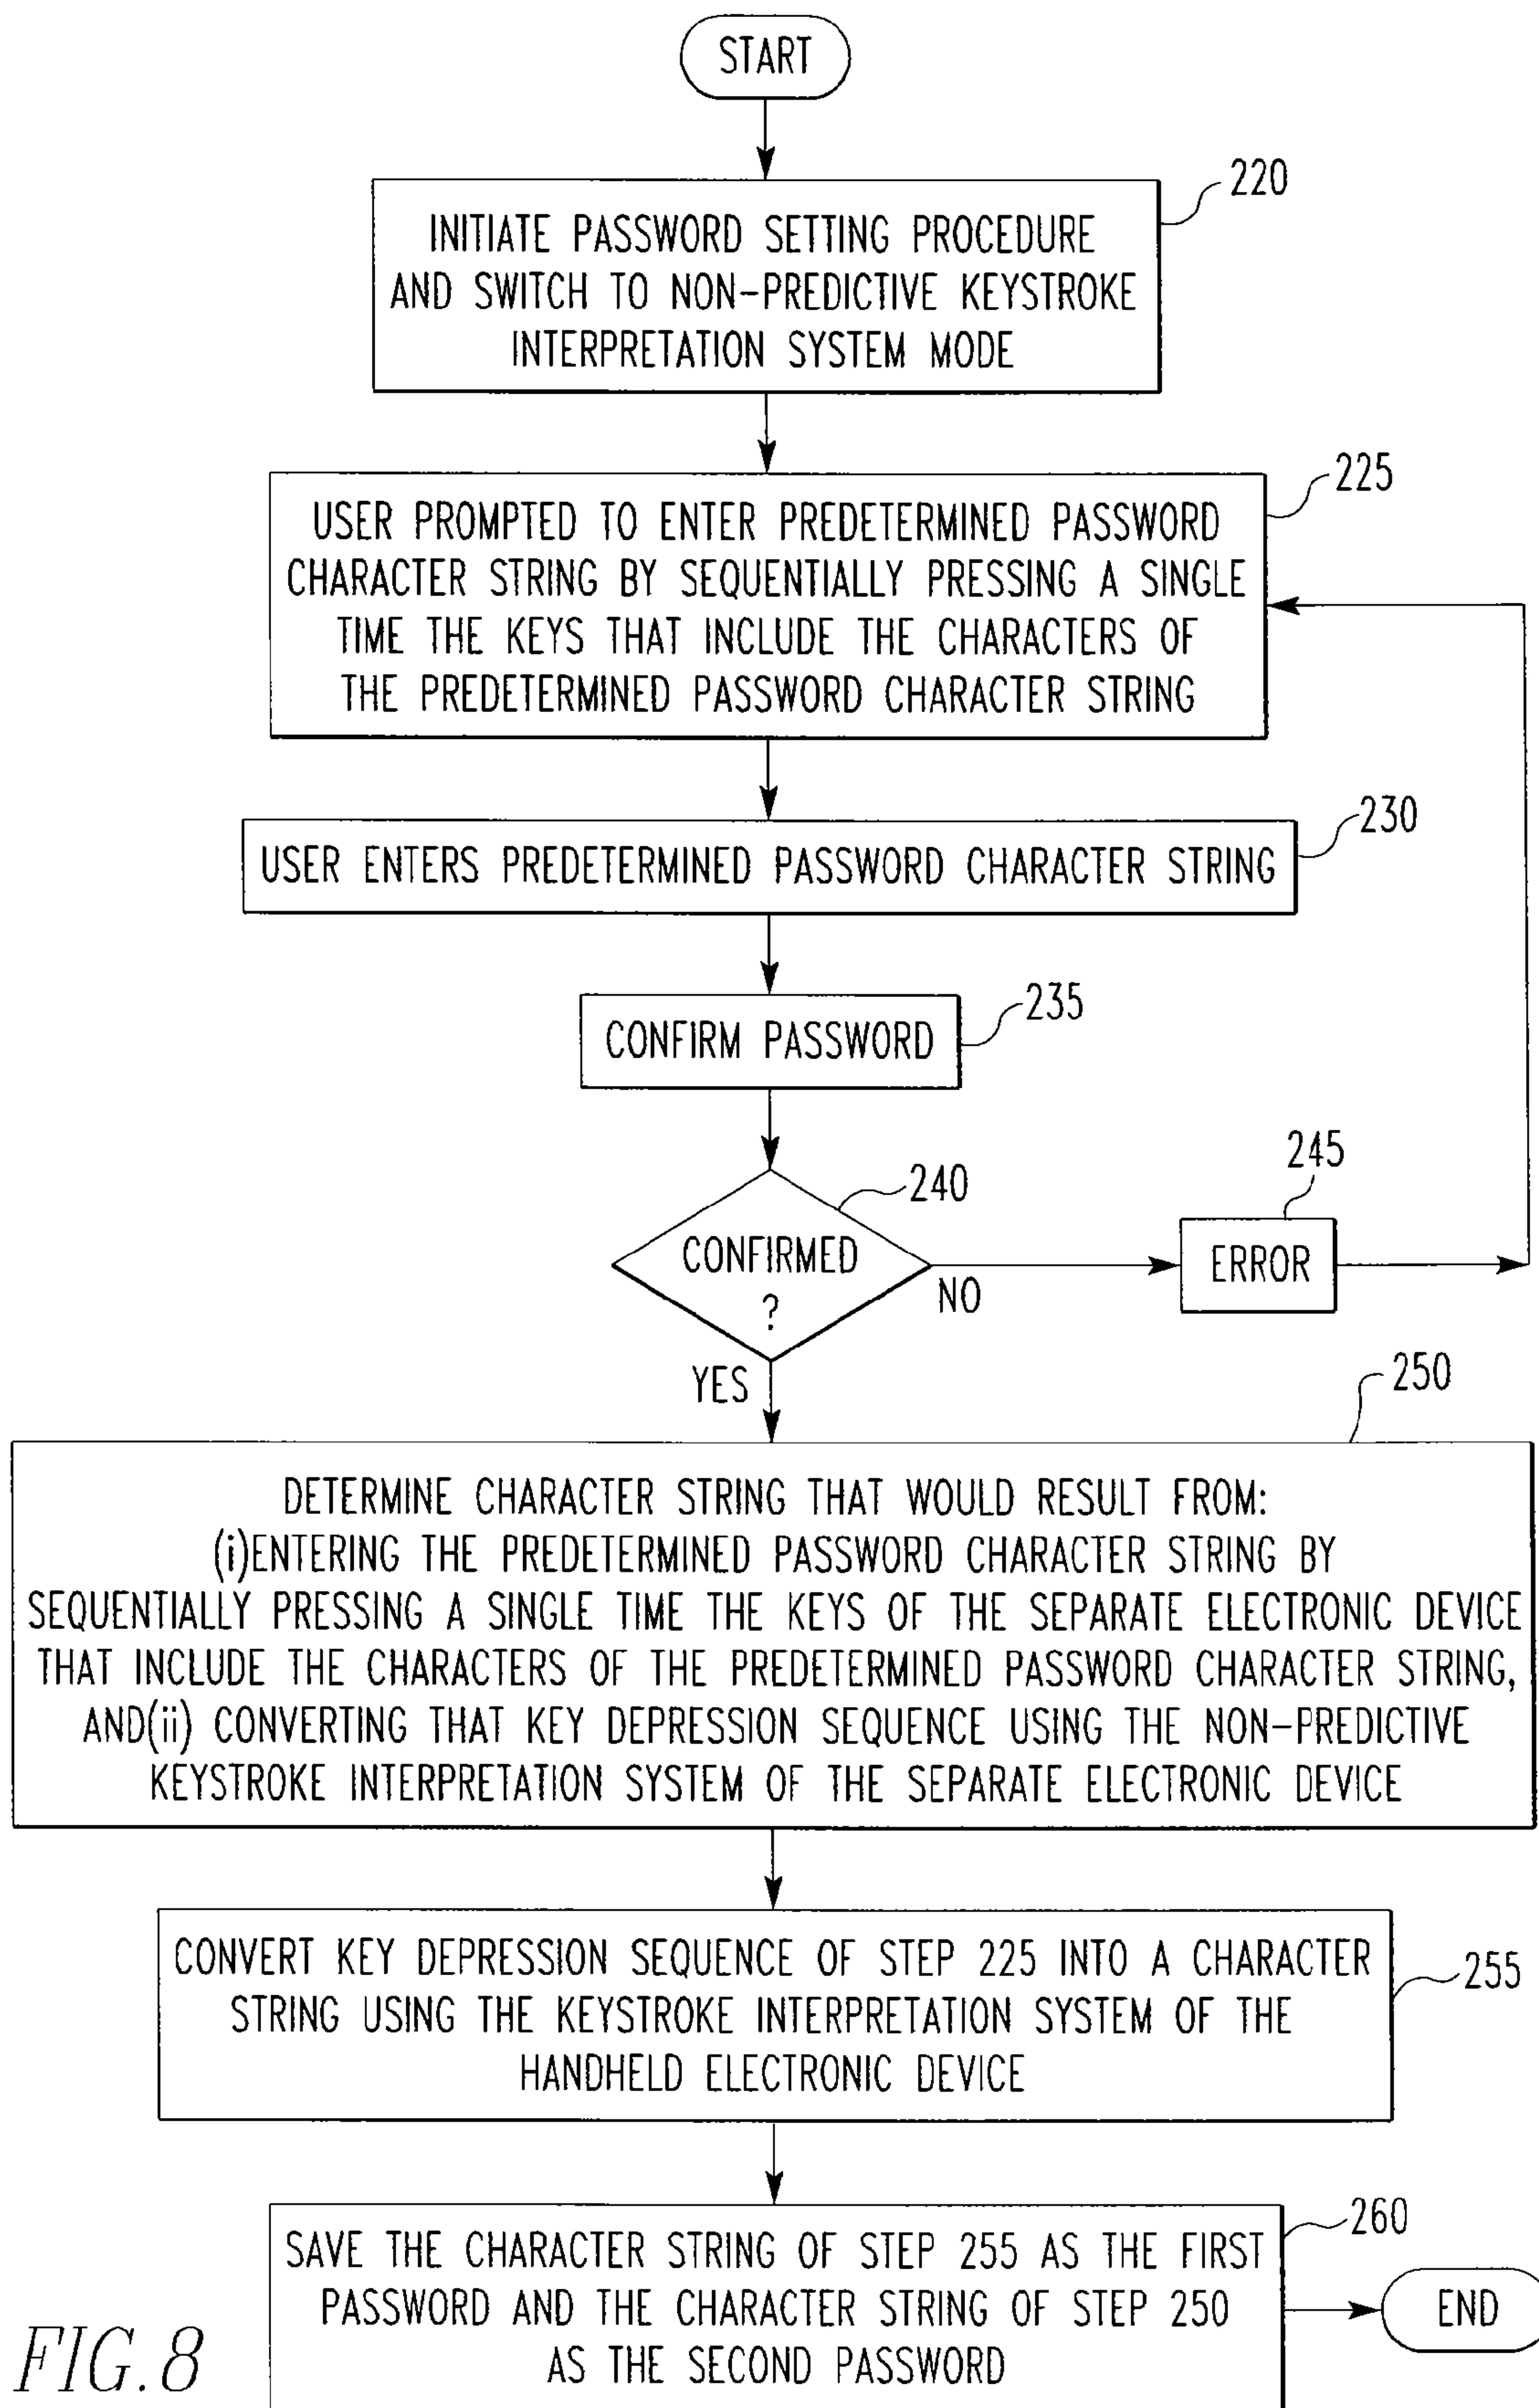 START
220
INITIATE PASSWORD SETTING PROCEDURE
AND SWITCH TO NON-PREDICTIVE KEYSTROKE
INTERPRETATION SYSTEM MODE
225
USER PROMPTED TO ENTER PREDETERMINED PASSWORD
CHARACTER STRING BY SEQUENTIALLY PRESSING A SINGLE
TIME THE KEYS THAT INCLUDE THE CHARACTERS OF
THE PREDETERMINED PASSWORD CHARACTER STRING
230
USER ENTERS PREDETERMINED PASSWORD CHARACTER STRING
235
CONFIRM PASSWORD
240
CONFIRMED
?
NO
245
ERROR
YES
250
DETERMINE CHARACTER STRING THAT WOULD RESULT FROM:
(i)ENTERING THE PREDETERMINED PASSWORD CHARACTER STRING BY
SEQUENTIALLY PRESSING A SINGLE TIME THE KEYS OF THE SEPARATE ELECTRONIC DEVICE
THAT INCLUDE THE CHARACTERS OF THE PREDETERMINED PASSWORD CHARACTER STRING,
AND(ii) CONVERTING THAT KEY DEPRESSION SEQUENCE USING THE NON-PREDICTIVE
KEYSTROKE INTERPRETATION SYSTEM OF THE SEPARATE ELECTRONIC DEVICE
CONVERT KEY DEPRESSION SEQUENCE OF STEP 225 INTO A CHARACTER
STRING USING THE KEYSTROKE INTERPRETATION SYSTEM OF THE
HANDHELD ELECTRONIC DEVICE
255
260
SAVE THE CHARACTER STRING OF STEP 255 AS THE FIRST
PASSWORD AND THE CHARACTER STRING OF STEP 250
AS THE SECOND PASSWORD
END
FIG.8